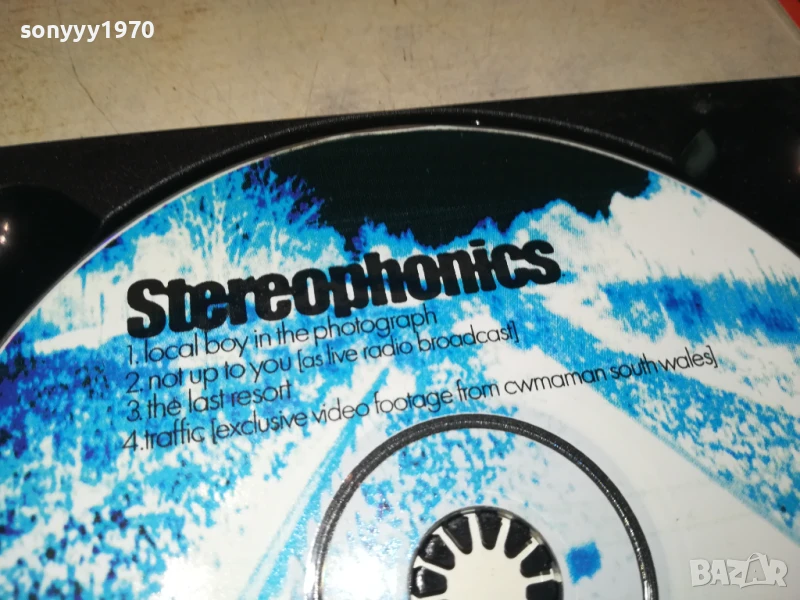 sonyyy1970
Stereophonics
1. local boy in the photograph
2. not up to you [as live radio broadcast]
3. the last resort
4. traffic [exclusive video footage from cwmaman south wales]
BAZAR